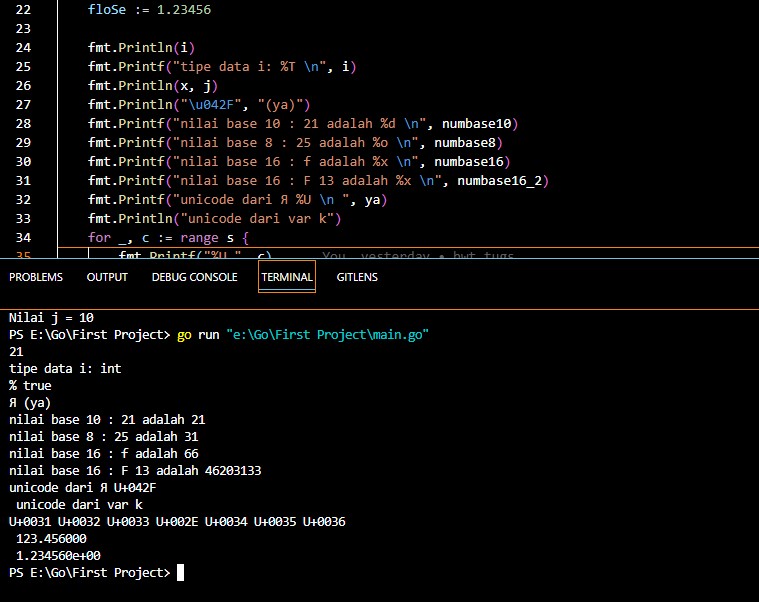 22 floSe := 1.23456
23
24 fmt.Println(i)
25 fmt.Printf("tipe data i: %T \n", i)
26 fmt.Println(x, j)
27 fmt.Println("\u042F", "(ya)")
28 fmt.Printf("nilai base 10 : 21 adalah %d \n", numbase10)
29 fmt.Printf("nilai base 8 : 25 adalah %o \n", numbase8)
30 fmt.Printf("nilai base 16 : f adalah %x \n", numbase16)
31 fmt.Printf("nilai base 16 : F 13 adalah %x \n", numbase16_2)
32 fmt.Printf("unicode dari Я %U \n ", ya)
33 fmt.Println("unicode dari var k")
34 for _, c := range s {
35 fmt.Printf("%U ", c) You, yesterday • bwt tugs
PROBLEMS OUTPUT DEBUG CONSOLE TERMINAL GITLENS
Nilai j = 10
PS E:\Go\First Project> go run "e:\Go\First Project\main.go"
21
tipe data i: int
% true
Я (ya)
nilai base 10 : 21 adalah 21
nilai base 8 : 25 adalah 31
nilai base 16 : f adalah 66
nilai base 16 : F 13 adalah 46203133
unicode dari Я U+042F
unicode dari var k
U+0031 U+0032 U+0033 U+002E U+0034 U+0035 U+0036
123.456000
1.234560e+00
PS E:\Go\First Project>